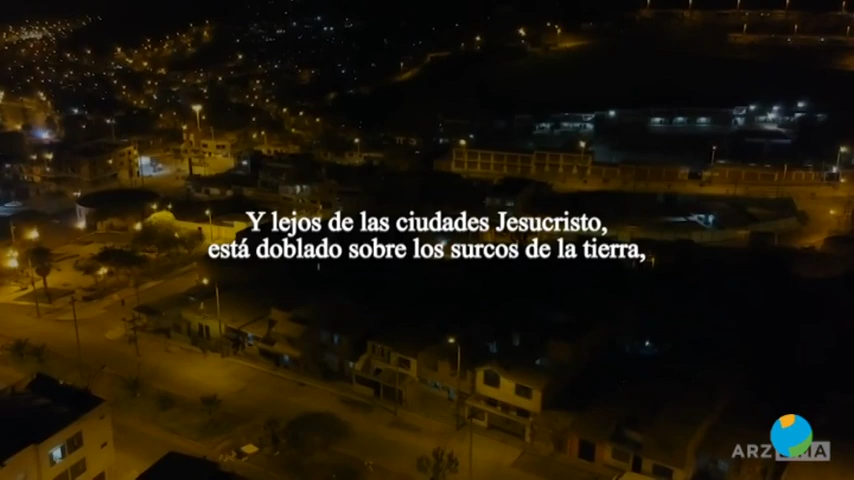 Y lejos de las ciudades Jesucristo,
está doblado sobre los surcos de la tierra,